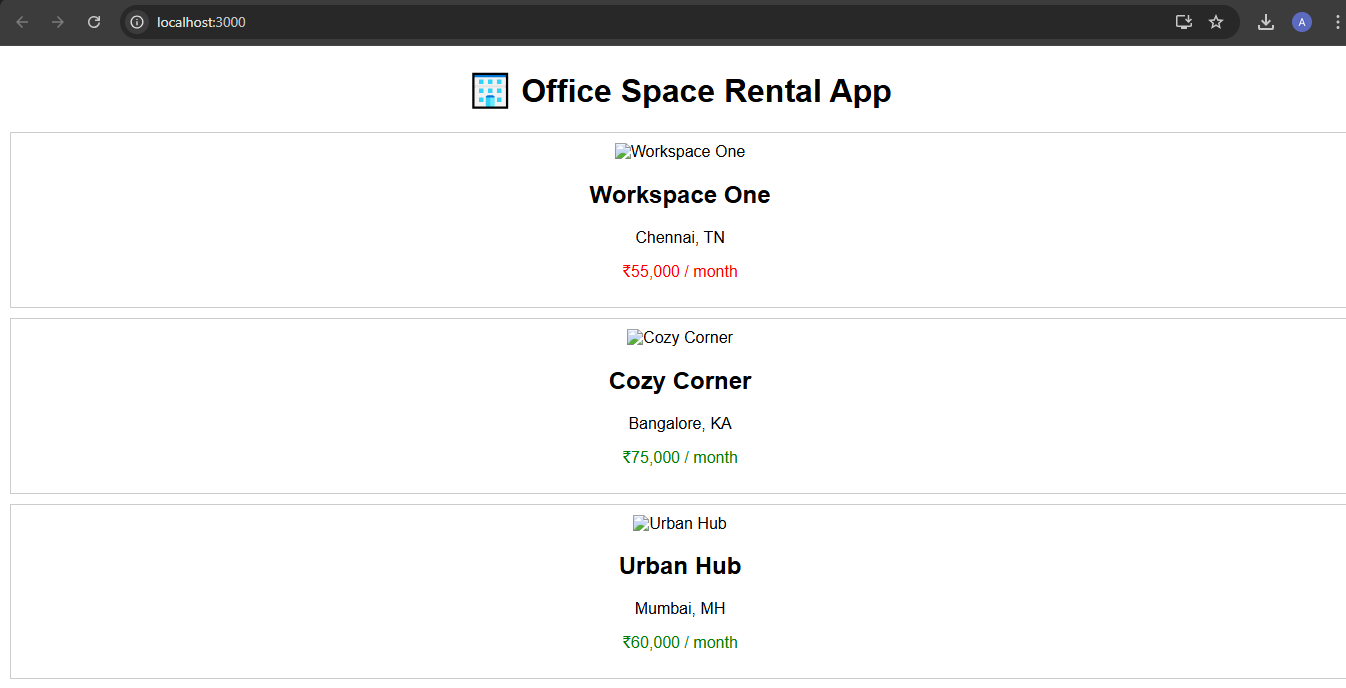 localhost:3000
A
Office Space Rental App
Workspace One
Workspace One
Chennai, TN
₹55,000 / month
Cozy Corner
Cozy Corner
Bangalore, KA
₹75,000 / month
Urban Hub
Urban Hub
Mumbai, MH
₹60,000 / month